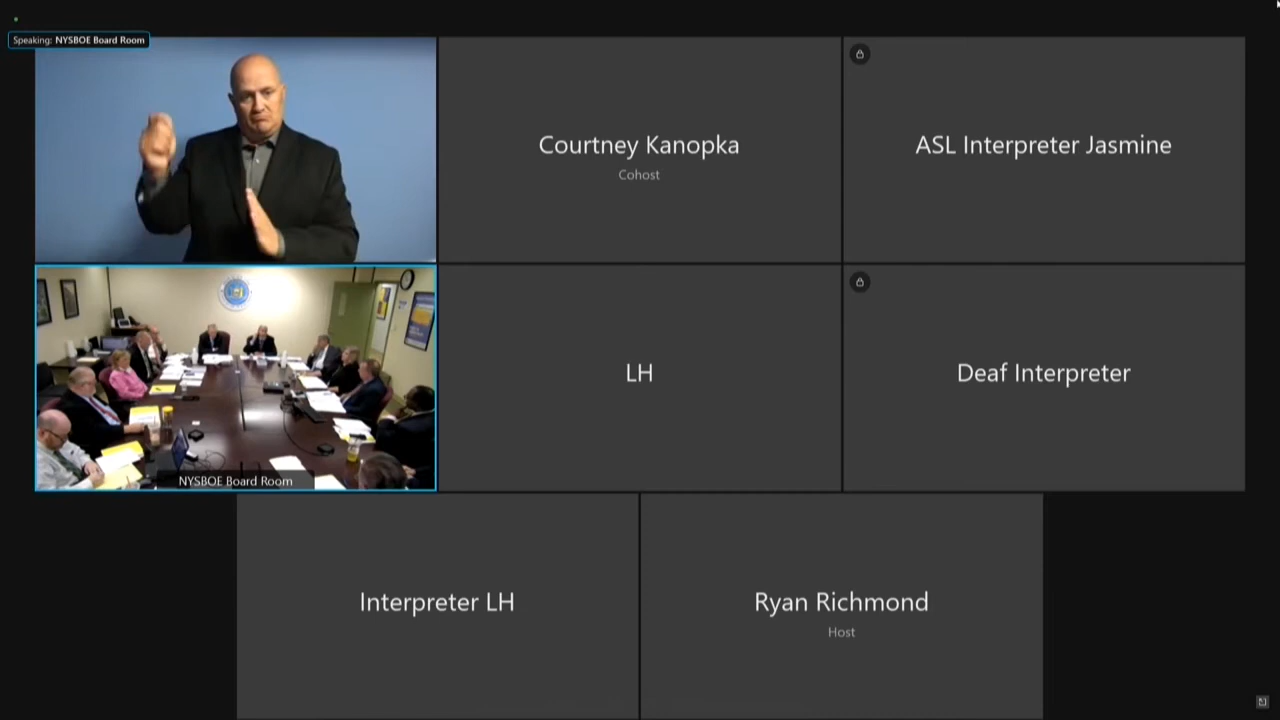 Speaking: NYSBOE Board Room
Courtney Kanopka
Cohost
ASL Interpreter Jasmine
NYSBOE Board Room
LH
Deaf Interpreter
Interpreter LH
Ryan Richmond
Host